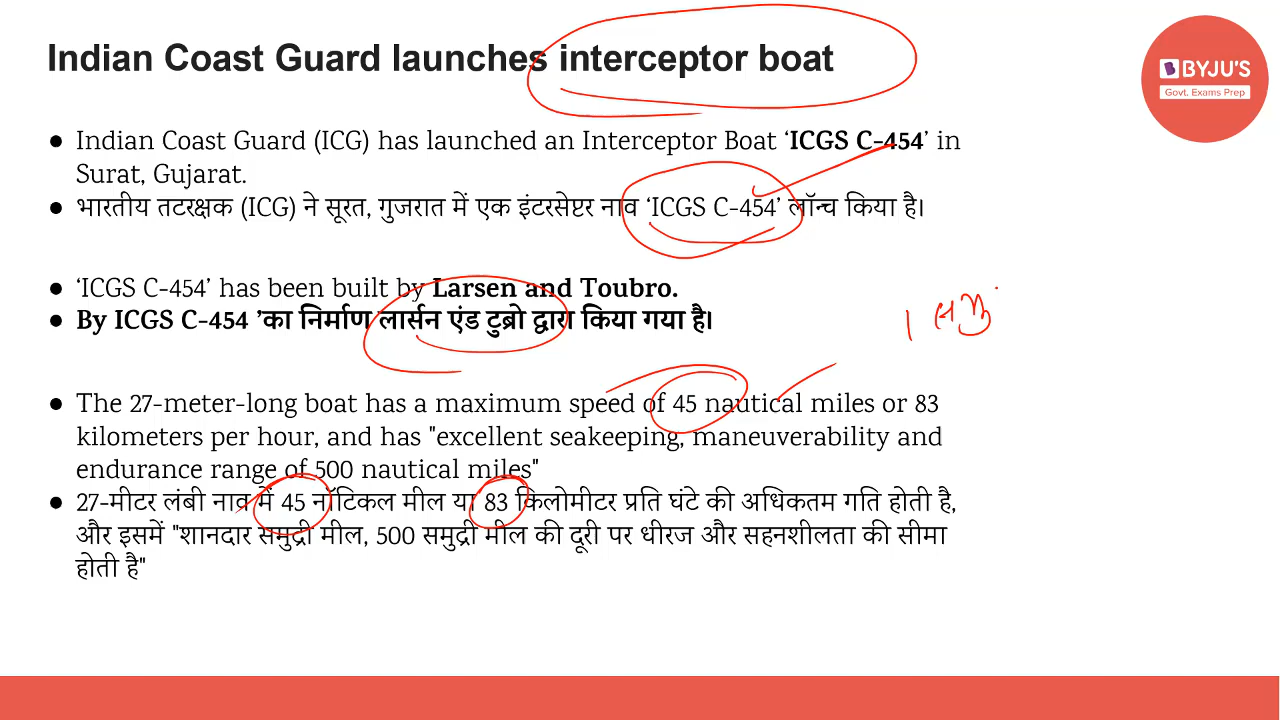 Indian Coast Guard launches interceptor boat
BYJU'S
Govt. Exams Prep
● Indian Coast Guard (ICG) has launched an Interceptor Boat ‘ICGS C-454’ in
Surat, Gujarat.
● भारतीय तटरक्षक (ICG) ने सूरत, गुजरात में एक इंटरसेप्टर नाव ‘ICGS C-454’ लॉन्च किया है।
● ‘ICGS C-454’ has been built by Larsen and Toubro.
● By ICGS C-454 ’का निर्माण लार्सन एंड टुब्रो द्वारा किया गया है।
● The 27-meter-long boat has a maximum speed of 45 nautical miles or 83
kilometers per hour, and has "excellent seakeeping, maneuverability and
endurance range of 500 nautical miles"
● 27-मीटर लंबी नाव में 45 नॉटिकल मील या 83 किलोमीटर प्रति घंटे की अधिकतम गति होती है,
और इसमें "शानदार समुद्री मील, 500 समुद्री मील की दूरी पर धीरज और सहनशीलता की सीमा
होती है"